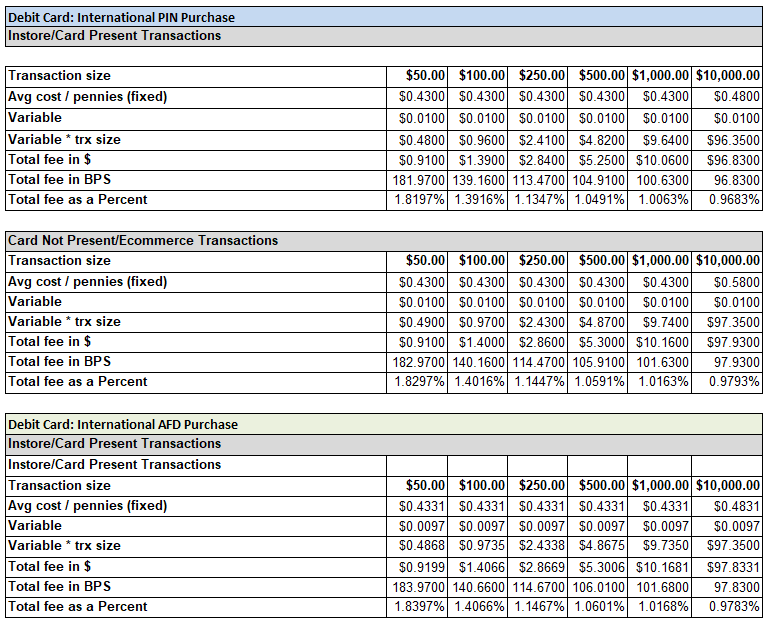 Debit Card: International PIN Purchase
Instore/Card Present Transactions
Transaction size $50.00 $100.00 $250.00 $500.00 $1,000.00 $10,000.00
Avg cost / pennies (fixed) $0.4300 $0.4300 $0.4300 $0.4300 $0.4300 $0.4800
Variable $0.0100 $0.0100 $0.0100 $0.0100 $0.0100 $0.0100
Variable * trx size $0.4800 $0.9600 $2.4100 $4.8200 $9.6400 $96.3500
Total fee in $ $0.9100 $1.3900 $2.8400 $5.2500 $10.0600 $96.8300
Total fee in BPS 181.9700 139.1600 113.4700 104.9100 100.6300 96.8300
Total fee as a Percent 1.8197% 1.3916% 1.1347% 1.0491% 1.0063% 0.9683%
Card Not Present/Ecommerce Transactions
Transaction size $50.00 $100.00 $250.00 $500.00 $1,000.00 $10,000.00
Avg cost / pennies (fixed) $0.4300 $0.4300 $0.4300 $0.4300 $0.4300 $0.5800
Variable $0.0100 $0.0100 $0.0100 $0.0100 $0.0100 $0.0100
Variable * trx size $0.4900 $0.9700 $2.4300 $4.8700 $9.7400 $97.3500
Total fee in $ $0.9100 $1.4000 $2.8600 $5.3000 $10.1600 $97.9300
Total fee in BPS 182.9700 140.1600 114.4700 105.9100 101.6300 97.9300
Total fee as a Percent 1.8297% 1.4016% 1.1447% 1.0591% 1.0163% 0.9793%
Debit Card: International AFD Purchase
Instore/Card Present Transactions
Instore/Card Present Transactions
Transaction size $50.00 $100.00 $250.00 $500.00 $1,000.00 $10,000.00
Avg cost / pennies (fixed) $0.4331 $0.4331 $0.4331 $0.4331 $0.4331 $0.4831
Variable $0.0097 $0.0097 $0.0097 $0.0097 $0.0097 $0.0097
Variable * trx size $0.4868 $0.9735 $2.4338 $4.8675 $9.7350 $97.3500
Total fee in $ $0.9199 $1.4066 $2.8669 $5.3006 $10.1681 $97.8331
Total fee in BPS 183.9700 140.6600 114.6700 106.0100 101.6800 97.8300
Total fee as a Percent 1.8397% 1.4066% 1.1467% 1.0601% 1.0168% 0.9783%